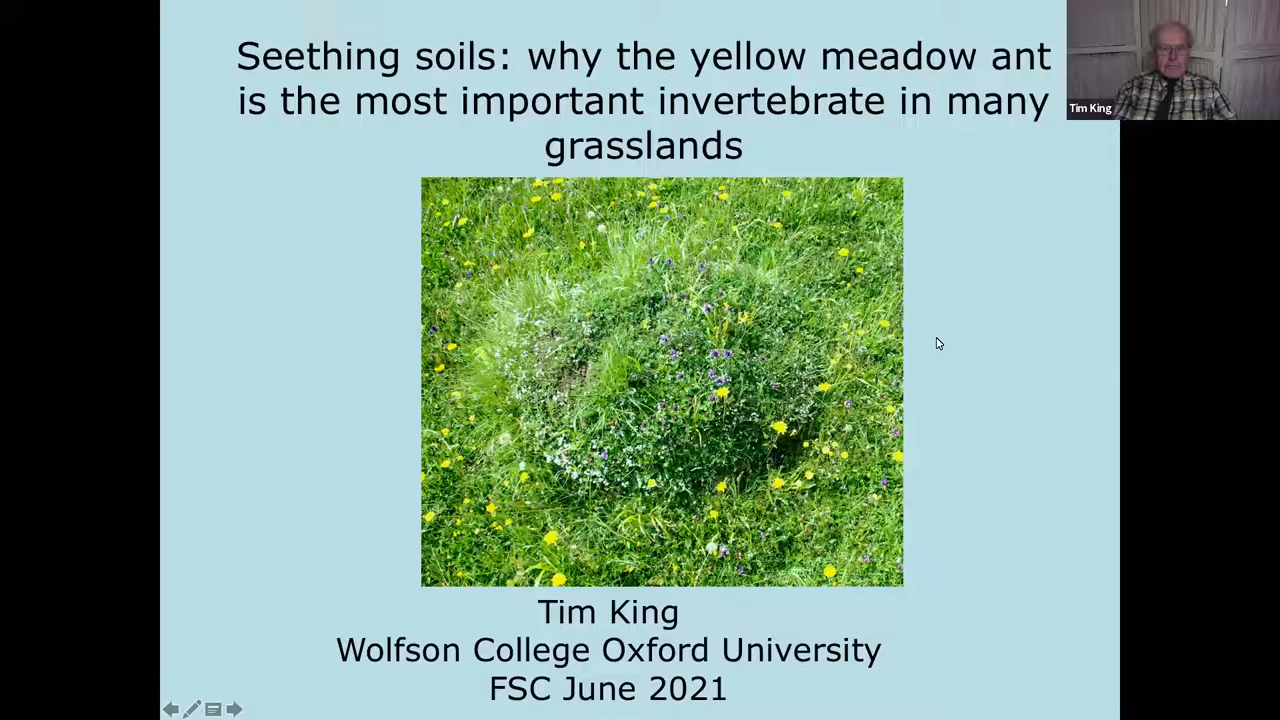 Seething soils: why the yellow meadow ant
is the most important invertebrate in many
grasslands
Tim King
Tim King
Wolfson College Oxford University
FSC June 2021